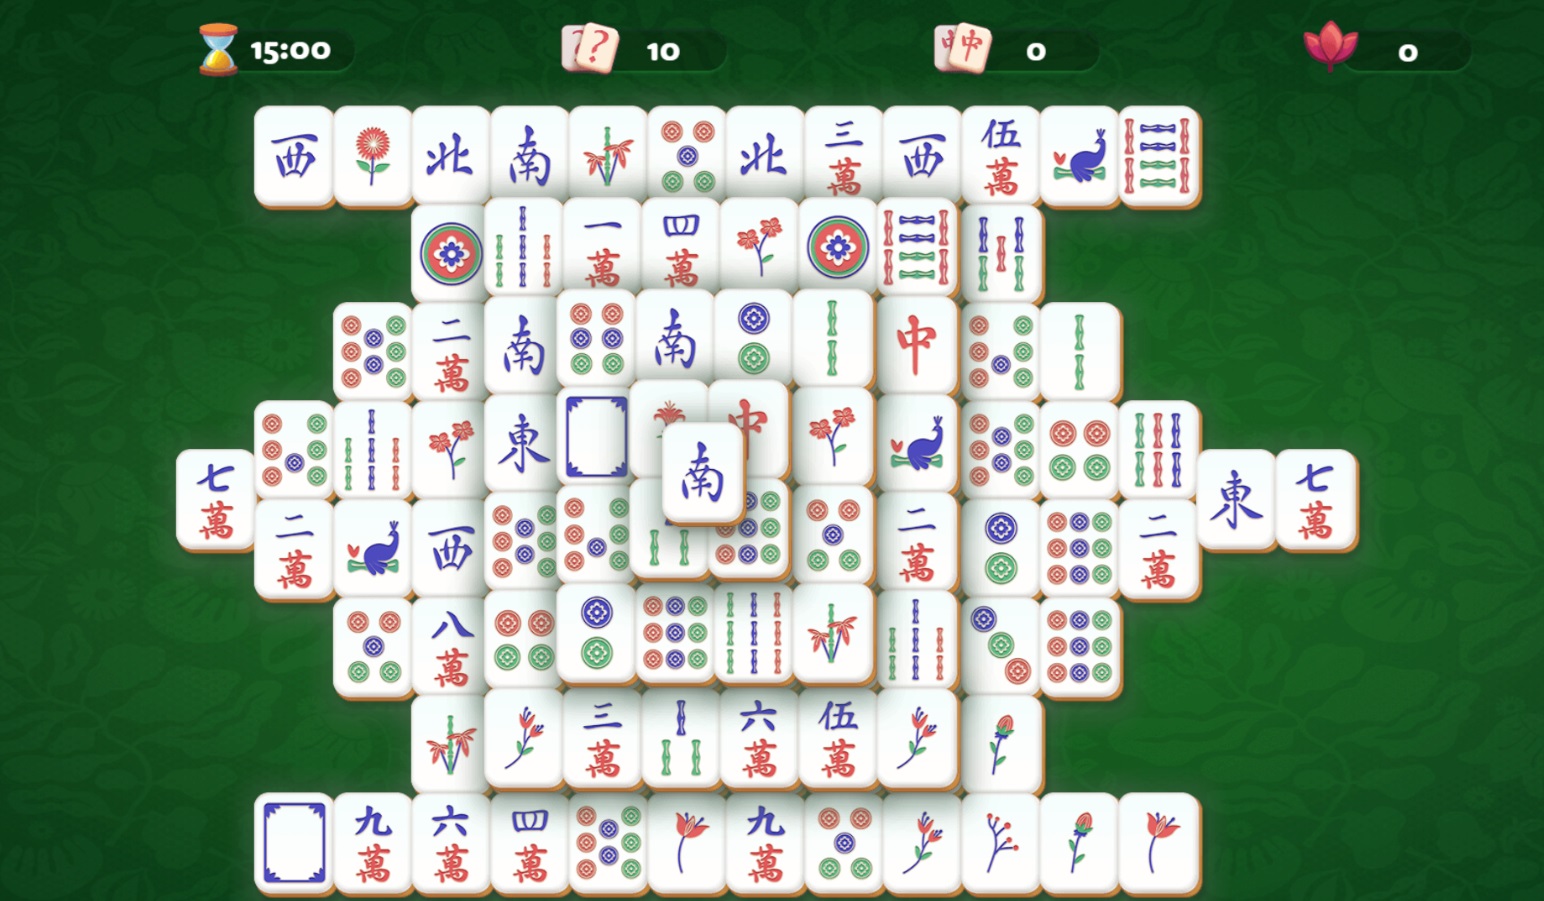 15:00 10 0 0
西 北 南 北 三萬 西 伍萬
一萬 四萬
二萬 南 南 中
東 中
七萬 南 東 七萬
二萬 西 二萬 二萬
八萬
三萬 六萬 伍萬
九萬 六萬 四萬 九萬